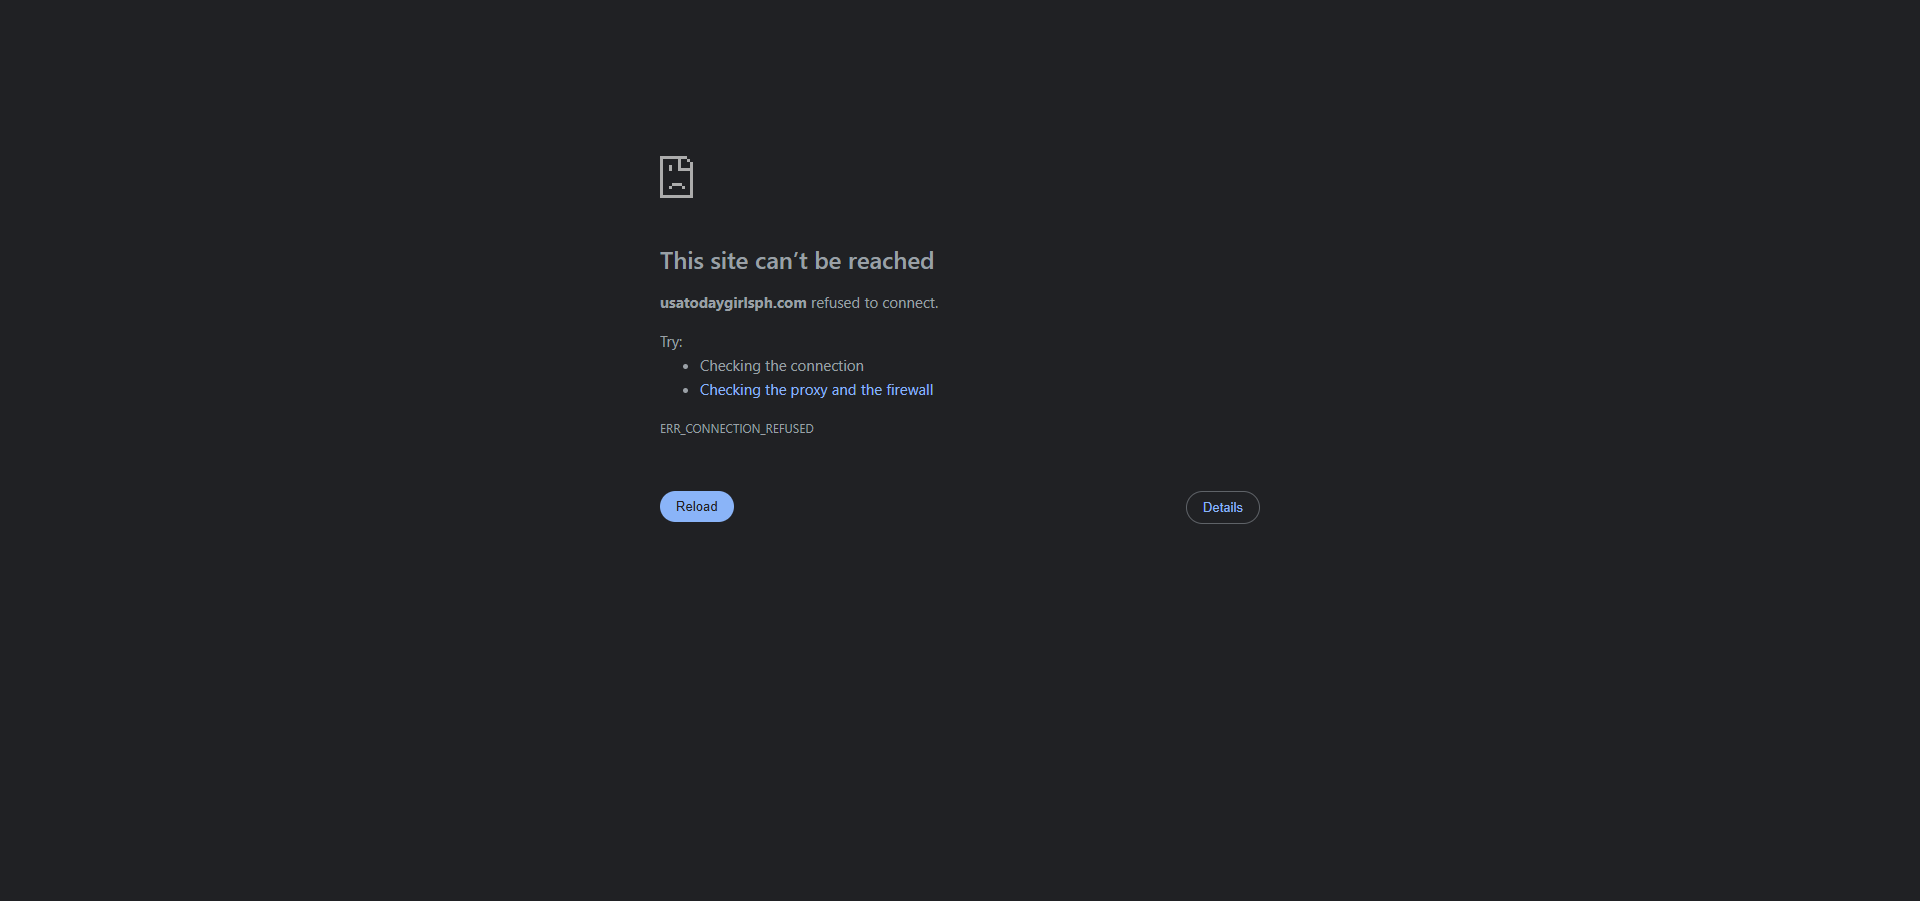 This site can’t be reached
usatodaygirlsph.com refused to connect.
Try:
• Checking the connection
• Checking the proxy and the firewall
ERR_CONNECTION_REFUSED
Reload
Details